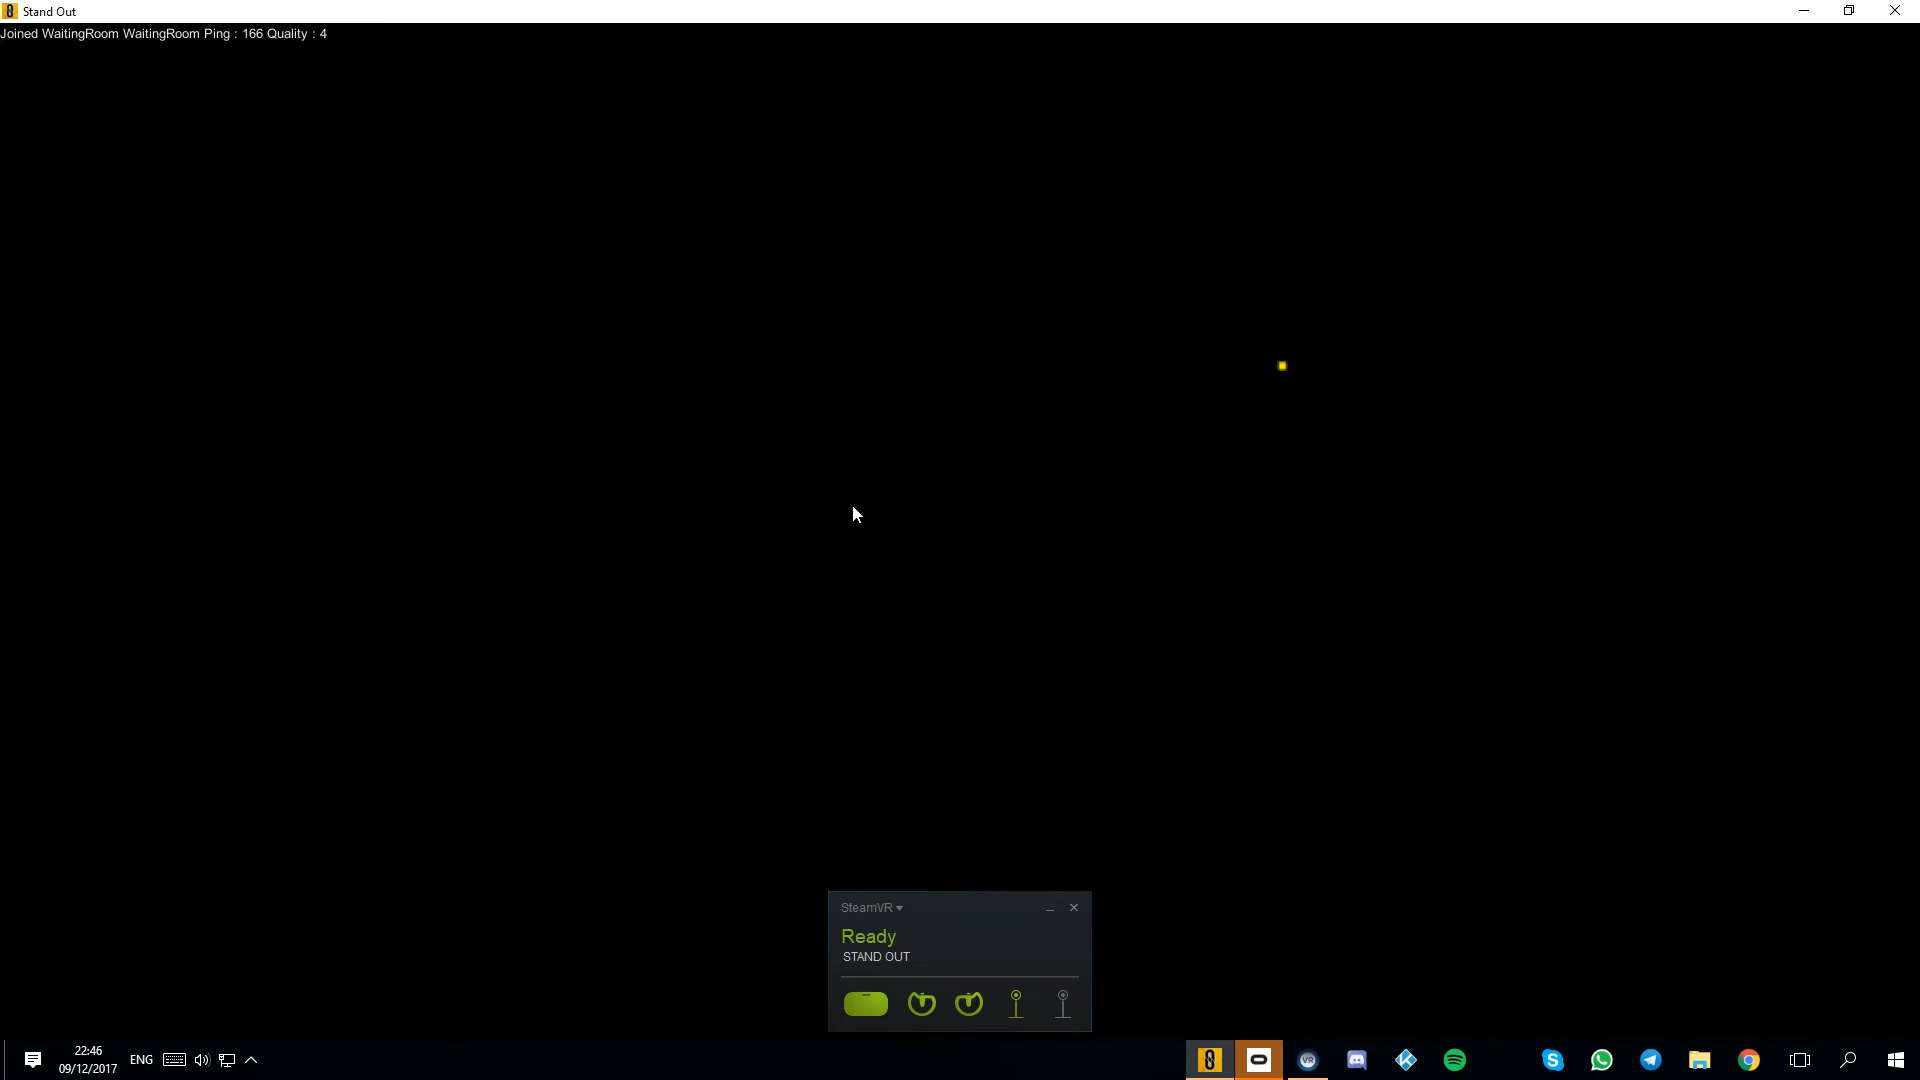 Stand Out
Joined WaitingRoom WaitingRoom Ping : 166 Quality : 4
SteamVR
Ready
STAND OUT
22:46
ENG
09/12/2017
VR